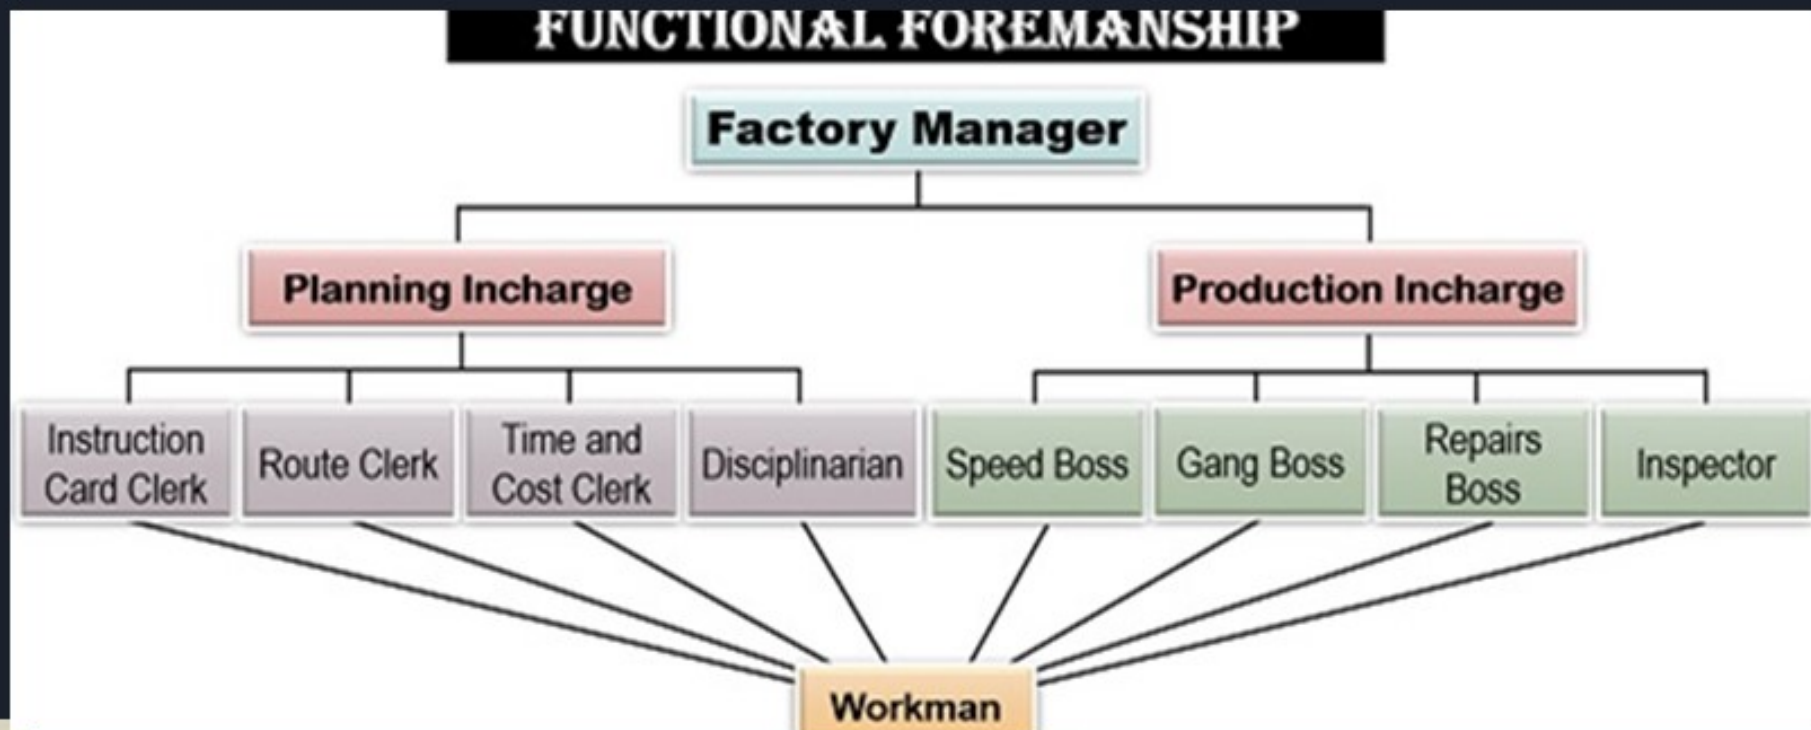 FUNCTIONAL FOREMANSHIP
Factory Manager
Planning Incharge
Production Incharge
Instruction
Card Clerk
Route Clerk
Time and
Cost Clerk
Disciplinarian
Speed Boss
Gang Boss
Repairs
Boss
Inspector
Workman